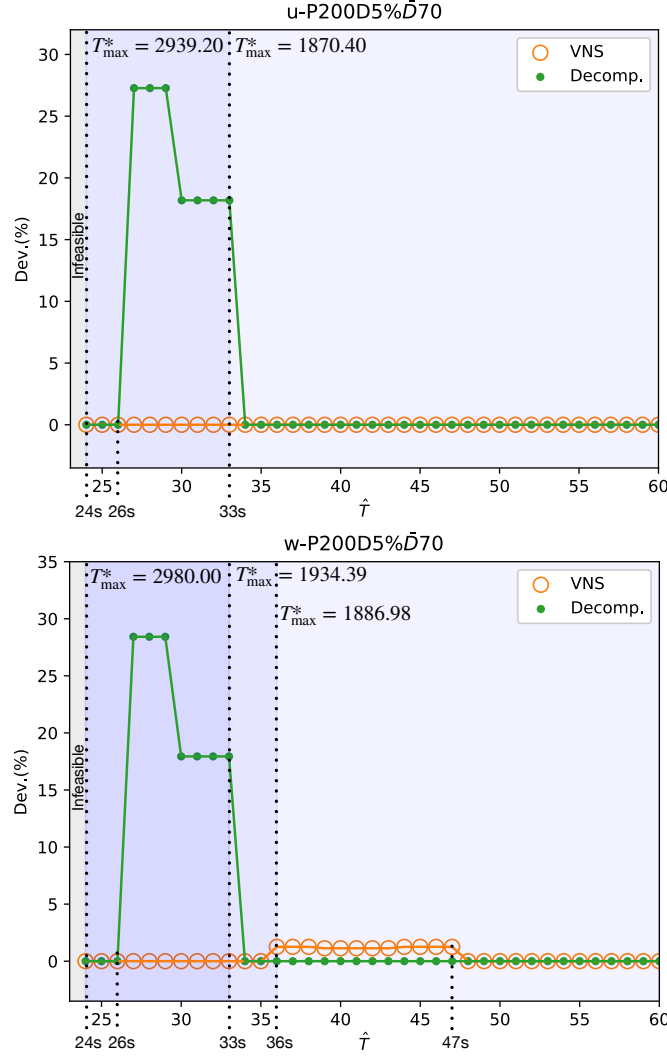 u-P200D5%D̄70
T*max = 2939.20
T*max = 1870.40
VNS
Decomp.
30
25
20
15
10
5
0
Dev.(%)
Infeasible
25 30 35 40 45 50 55 60
24s 26s 33s
T̂
w-P200D5%D̄70
T*max = 2980.00
T*max = 1934.39
T*max = 1886.98
VNS
Decomp.
35
30
25
20
15
10
5
0
Dev.(%)
Infeasible
25 30 35 40 45 50 55 60
24s 26s 33s 36s 47s
T̂